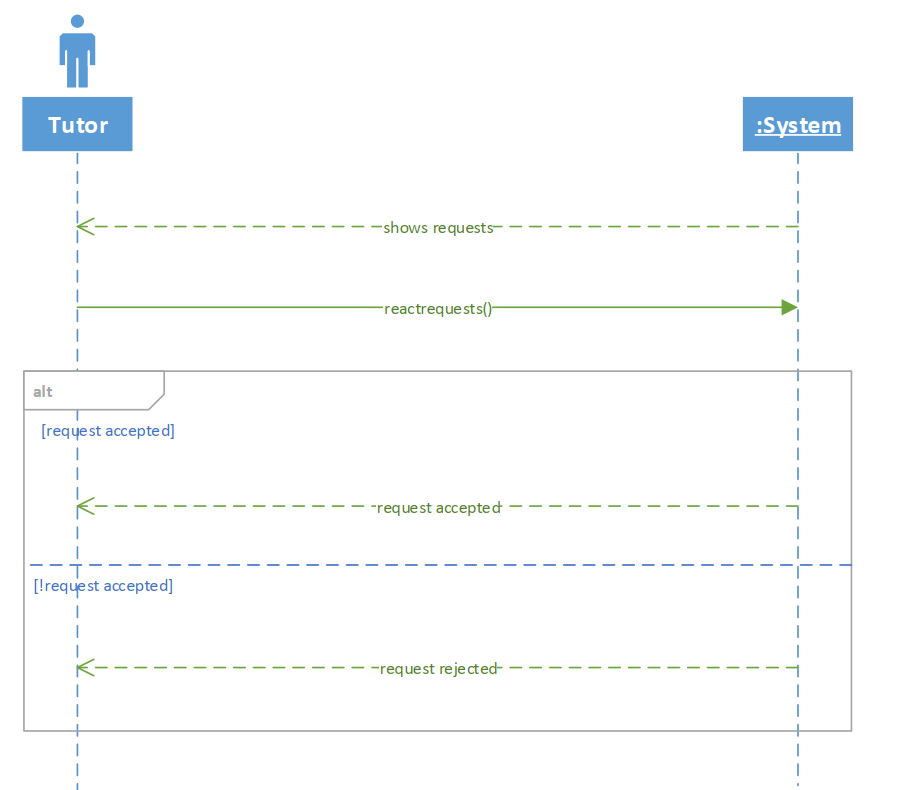 Tutor
:System
shows requests
reactrequests()
alt
[request accepted]
request accepted
[!request accepted]
request rejected